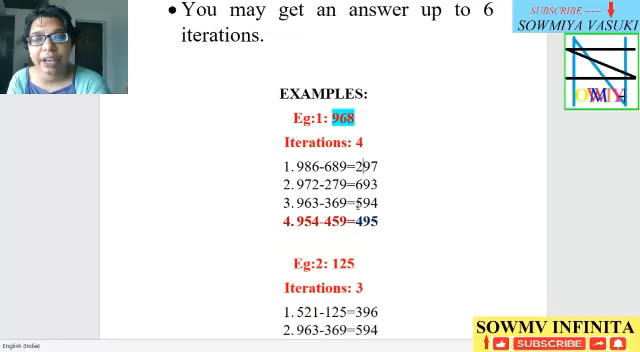 • You may get an answer up to 6
iterations.
SUBSCRIBE -----
SOWMIYA VASUKI
OWMY
EXAMPLES:
Eg:1: 968
Iterations: 4
1. 986-689=297
2. 972-279=693
3. 963-369=594
4. 954-459=495
Eg:2: 125
Iterations: 3
1. 521-125=396
2. 963-369=594
SOWMV INFINITA
SUBSCRIBE
English (India)